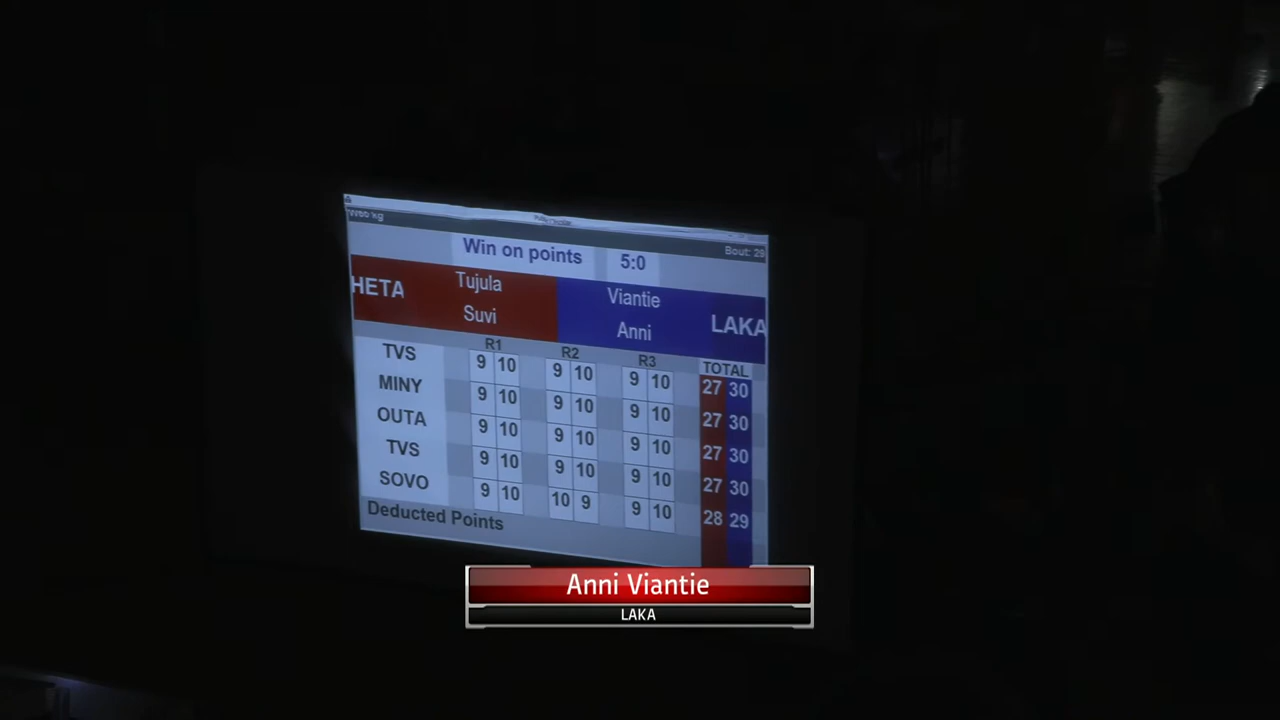 Bout: 29
Win on points 5:0
HETA Tujula Suvi
Viantie Anni LAKA
R1 R2 R3 TOTAL
TVS 9 10 9 10 9 10 27 30
MINY 9 10 9 10 9 10 27 30
OUTA 9 10 9 10 9 10 27 30
TVS 9 10 9 10 9 10 27 30
SOVO 9 10 10 9 9 10 28 29
Deducted Points
Anni Viantie
LAKA